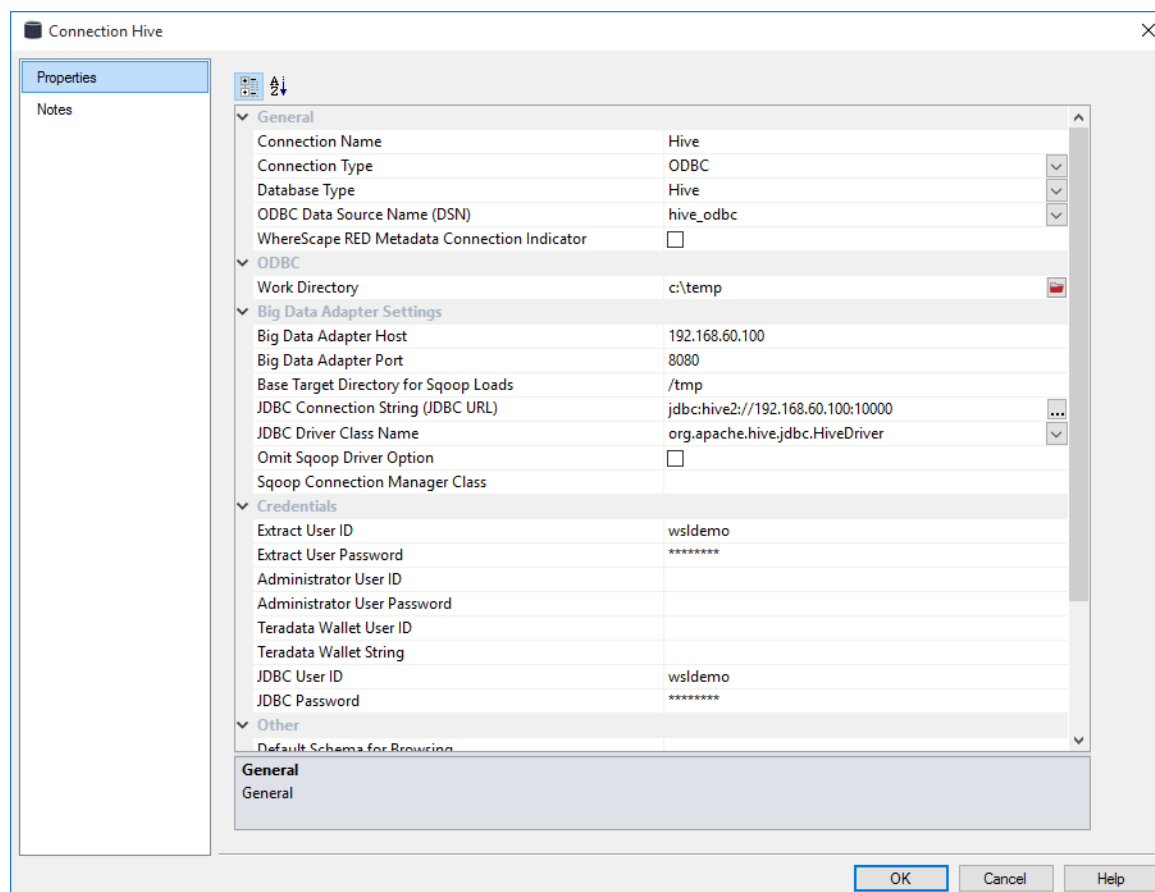 Connection Hive
Properties
Notes
General
Connection Name Hive
Connection Type ODBC
Database Type Hive
ODBC Data Source Name (DSN) hive_odbc
WhereScape RED Metadata Connection Indicator
ODBC
Work Directory c:\temp
Big Data Adapter Settings
Big Data Adapter Host 192.168.60.100
Big Data Adapter Port 8080
Base Target Directory for Sqoop Loads /tmp
JDBC Connection String (JDBC URL) jdbc:hive2://192.168.60.100:10000 ...
JDBC Driver Class Name org.apache.hive.jdbc.HiveDriver
Omit Sqoop Driver Option
Sqoop Connection Manager Class
Credentials
Extract User ID wsldemo
Extract User Password ********
Administrator User ID
Administrator User Password
Teradata Wallet User ID
Teradata Wallet String
JDBC User ID wsldemo
JDBC Password ********
Other
Default Schema for Browsing
General
General
OK Cancel Help